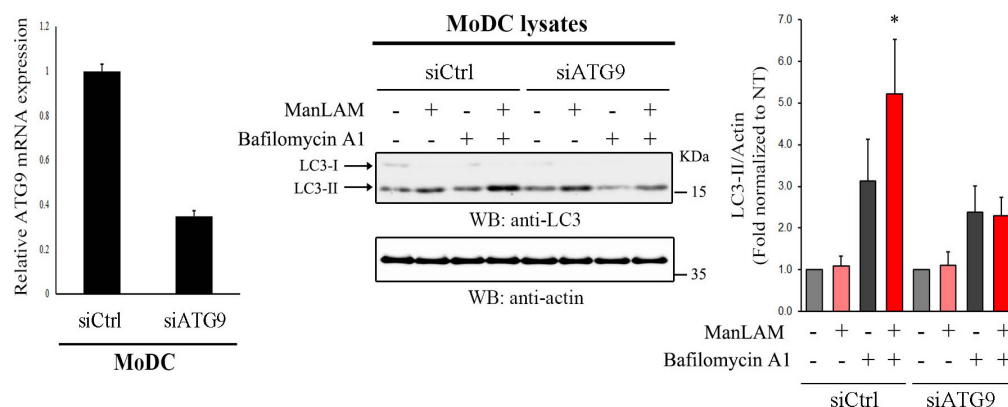 Relative ATG9 mRNA expression
1.2
1
0.8
0.6
0.4
0.2
0
siCtrl siATG9
MoDC
MoDC lysates
siCtrl siATG9
ManLAM - + - + - + - +
Bafilomycin A1 - - + + - - + +
KDa
LC3-I
LC3-II
15
WB: anti-LC3
35
WB: anti-actin
LC3-II/Actin
(Fold normalized to NT)
7.0
6.0
5.0
4.0
3.0
2.0
1.0
0.0
*
ManLAM - + - + - + - +
Bafilomycin A1 - - + + - - + +
siCtrl siATG9